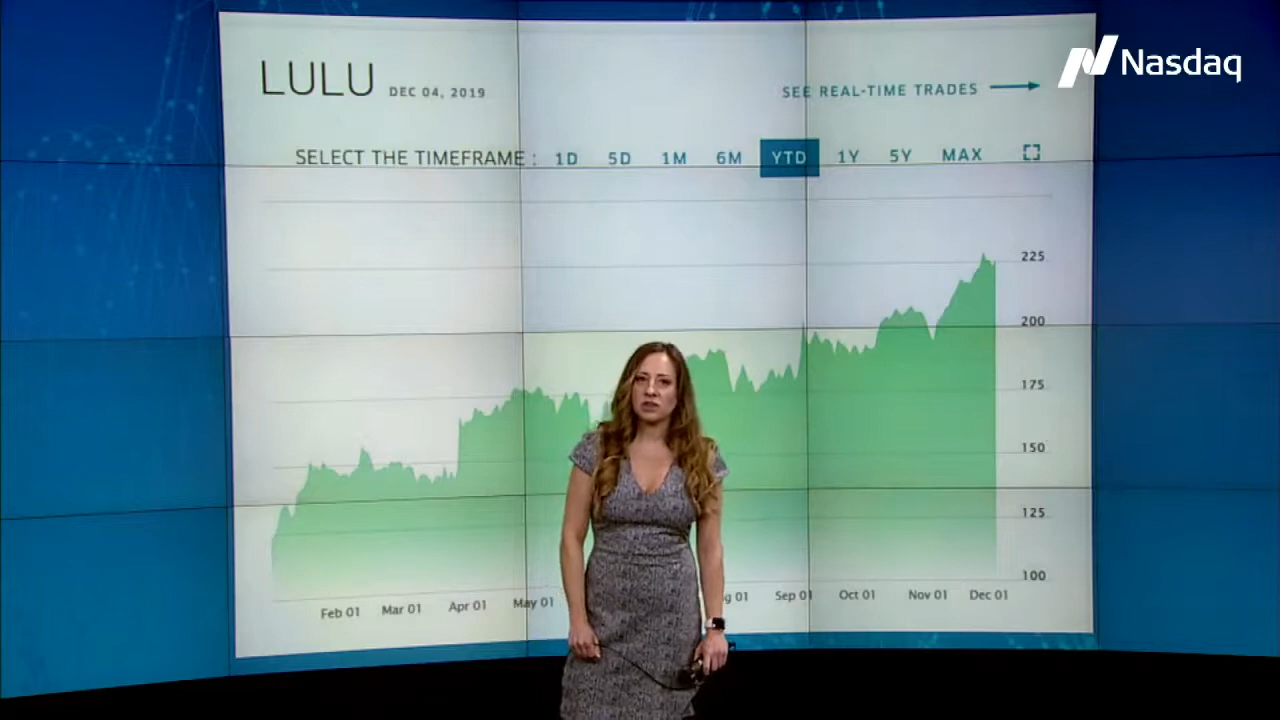 LULU DEC 04, 2019
SEE REAL-TIME TRADES
Nasdaq
SELECT THE TIMEFRAME : 1D 5D 1M 6M YTD 1Y 5Y MAX
225
200
175
150
125
100
Feb 01 Mar 01 Apr 01 May 01 01 Sep 01 Oct 01 Nov 01 Dec 01